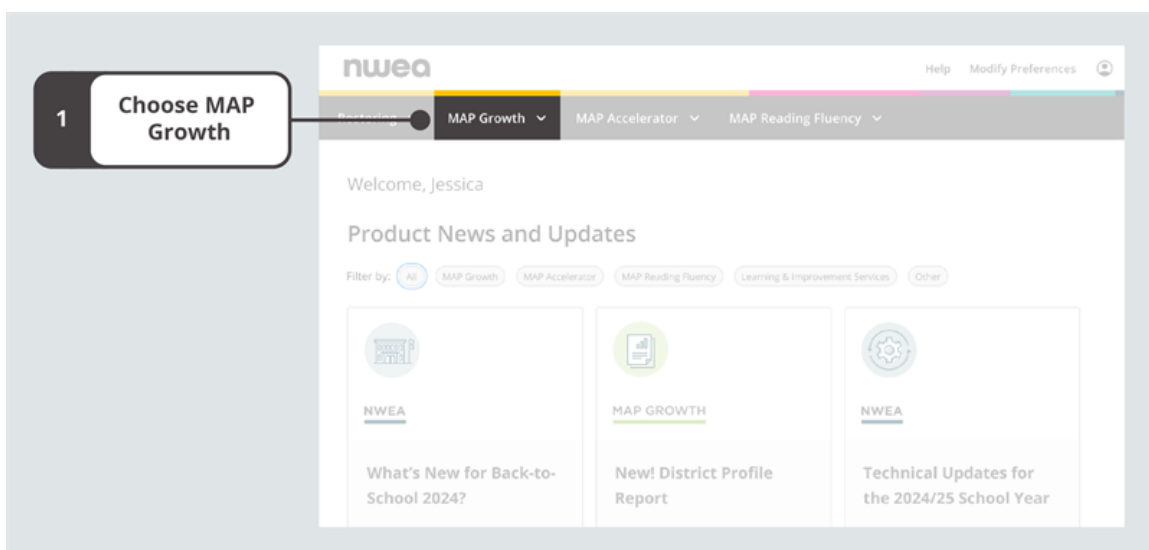 nwea
Help Modify Preferences
1
Choose MAP
Growth
Rostering MAP Growth MAP Accelerator MAP Reading Fluency
Welcome, Jessica
Product News and Updates
Filter by: All MAP Growth MAP Accelerator MAP Reading Fluency Learning & Improvement Services Other
NWEA
MAP GROWTH
NWEA
What's New for Back-to-
School 2024?
New! District Profile
Report
Technical Updates for
the 2024/25 School Year